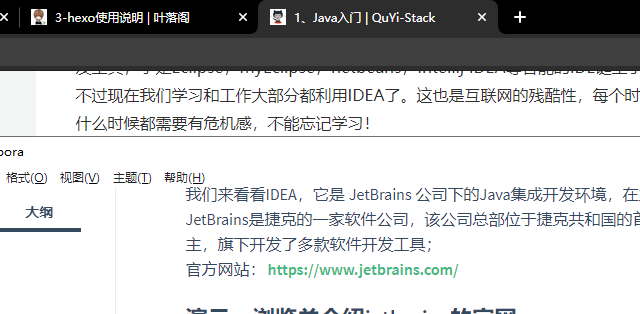 3-hexo使用说明 | 叶落阁
1、Java入门 | QuYi-Stack
不过现在我们学习和工作大部分都利用IDEA了。这也是互联网的残酷性，每个时
什么时候都需要有危机感，不能忘记学习！
pora
格式(O) 视图(V) 主题(T) 帮助(H)
大纲
我们来看看IDEA，它是 JetBrains 公司下的Java集成开发环境，在
JetBrains是捷克的一家软件公司，该公司总部位于捷克共和国的首
主，旗下开发了多款软件开发工具；
官方网站：https://www.jetbrains.com/